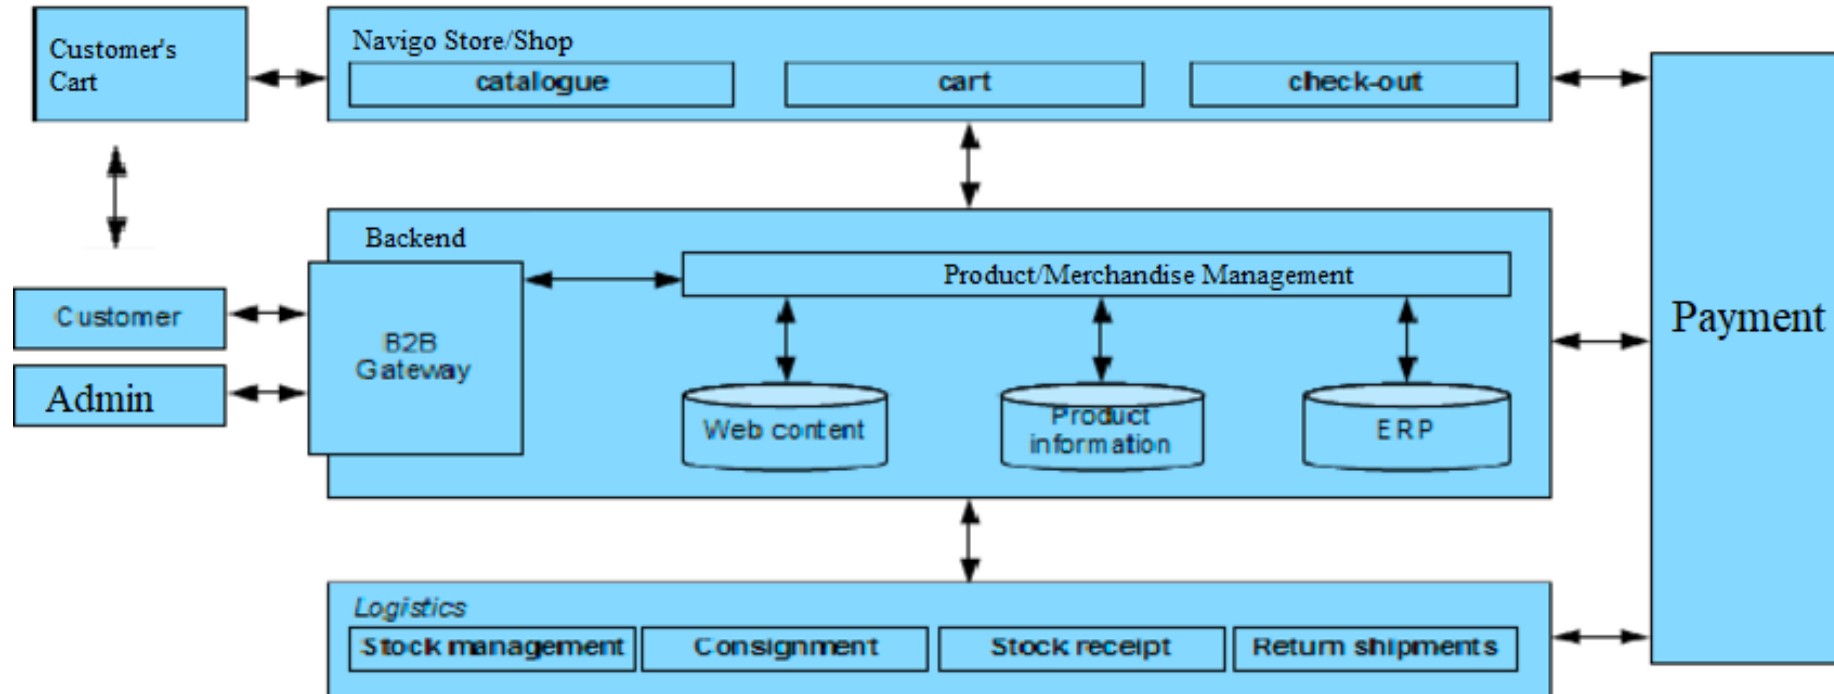 Customer's
Cart
Navigo Store/Shop
catalogue
cart
check-out
Backend
Product/Merchandise Management
Customer
B2B
Gateway
Admin
Web content
Product
information
ERP
Payment
Logistics
Stock management
Consignment
Stock receipt
Return shipments